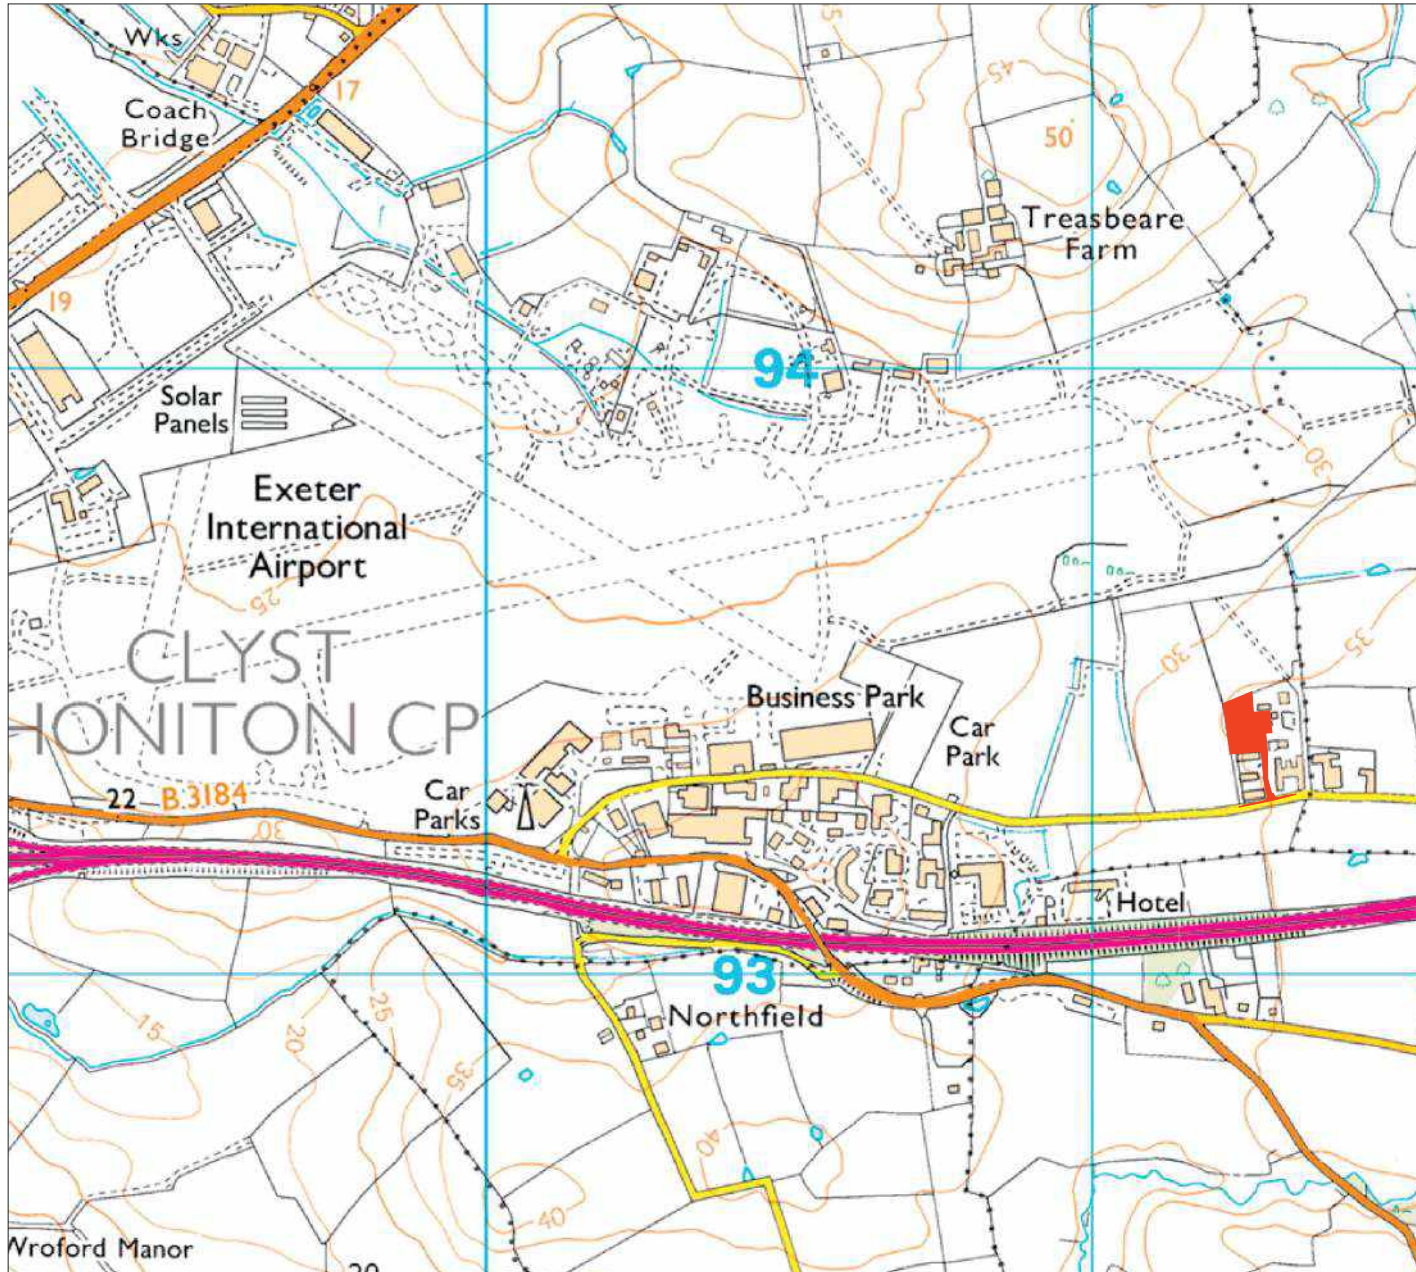 Wks
17
Coach
Bridge
45
50
Treasbeare
Farm
19
94
Solar
Panels
Exeter
International
Airport
30
25
CLYST
HONITON CP
30
35
Business Park
Car
Park
22
B 3184
Car
Parks
30
Hotel
93
Northfield
15
20
25
35
40
40
Wroford Manor